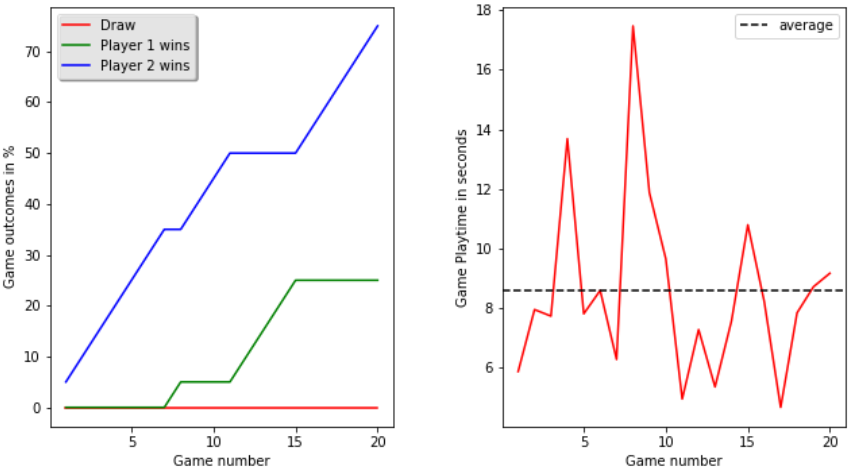 Draw
Player 1 wins
Player 2 wins
Game outcomes in %
70
60
50
40
30
20
10
0
5 10 15 20
Game number
average
Game Playtime in seconds
18
16
14
12
10
8
6
5 10 15 20
Game number